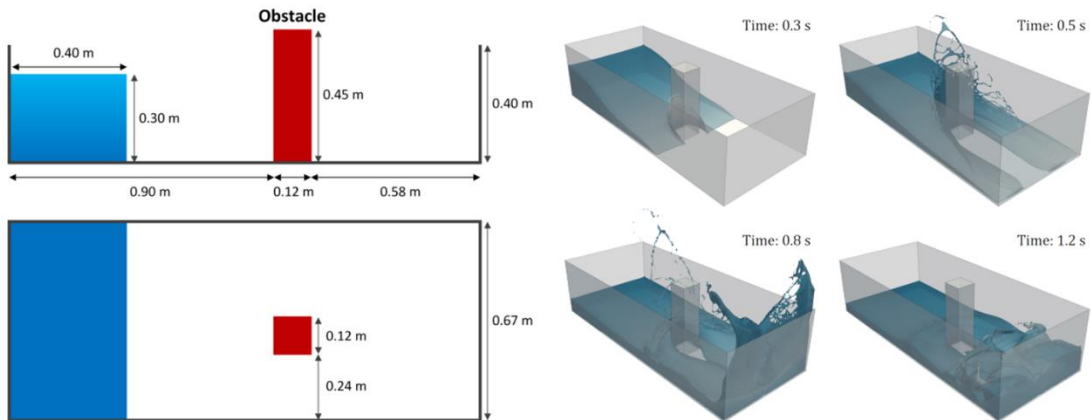 Obstacle
0.40 m
0.30 m
0.45 m
0.40 m
0.90 m
0.12 m
0.58 m
0.12 m
0.24 m
0.67 m
Time: 0.3 s
Time: 0.5 s
Time: 0.8 s
Time: 1.2 s